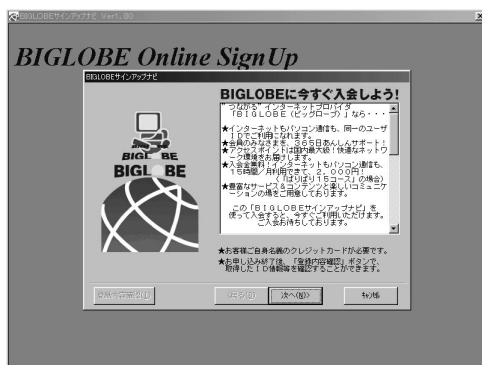 BIGLOBEサインアップナビ Ver1.00
BIGLOBE Online SignUp
BIGLOBEサインアップナビ
BIGLOBEに今すぐ入会しよう!
"つながる" インターネットプロバイダ
「BIGLOBE (ビッグローブ)」なら・・・
★インターネットもパソコン通信も、同一のユーザ
IDでご利用になれます。
★会員のみなさまを、365日あんしんサポート!
★アクセスポイントは国内最大級!快適なネットワ
ーク環境をお届けします。
★入会金無料!インターネットもパソコン通信も、
15時間/月利用できて、2,000円!
(「ばりばり15コース」の場合)
★豊富なサービス&コンテンツと楽しいコミュニケ
ーションの場をご用意しております。
この「BIGLOBEサインアップナビ」を
使って入会すると、今すぐご利用いただけます。
ご入会お待ちしております。
BIGLOBE
BIGLOBE
★お客様ご自身名義のクレジットカードが必要です。
★お申し込み終了後、「登録内容確認」ボタンで、
取得したID情報等を確認することができます。
登録内容確認(L)
<戻る(B)
次へ(N)>
キャンセル